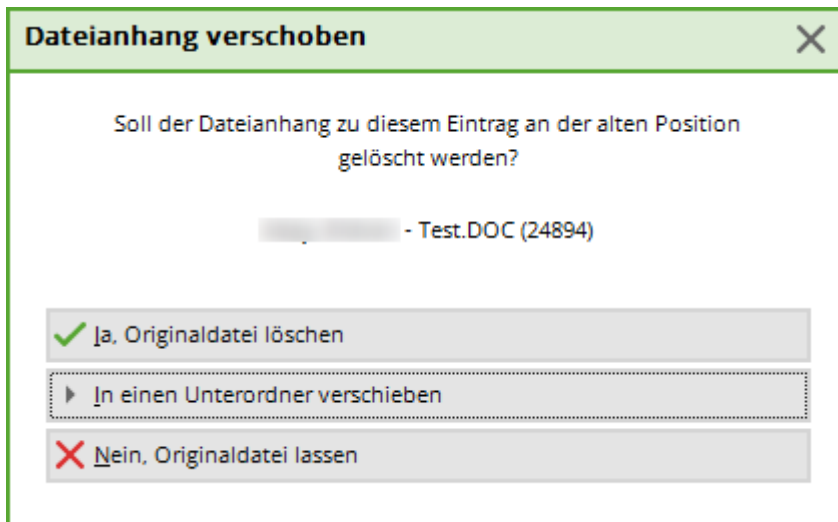 Dateianhang verschoben
Soll der Dateianhang zu diesem Eintrag an der alten Position
gelöscht werden?
- Test.DOC (24894)
Ja, Originaldatei löschen
In einen Unterordner verschieben
Nein, Originaldatei lassen